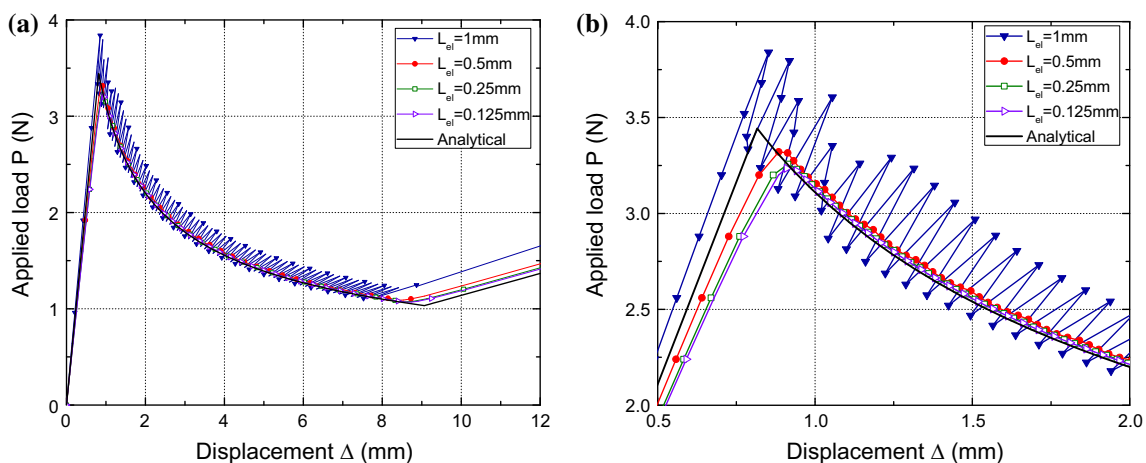 (a)
4
3
2
1
0
0
2
4
6
8
10
12
Applied load P (N)
Displacement Δ (mm)
L_el=1mm
L_el=0.5mm
L_el=0.25mm
L_el=0.125mm
Analytical
(b)
4.0
3.5
3.0
2.5
2.0
0.5
1.0
1.5
2.0
Applied load P (N)
Displacement Δ (mm)
L_el=1mm
L_el=0.5mm
L_el=0.25mm
L_el=0.125mm
Analytical